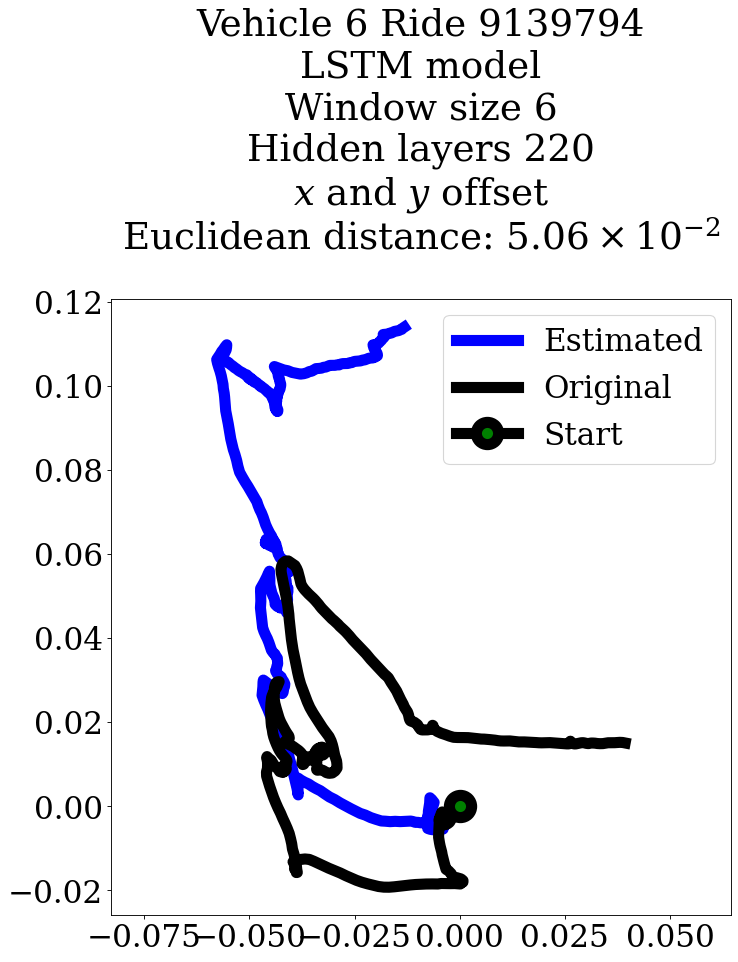 Vehicle 6 Ride 9139794
LSTM model
Window size 6
Hidden layers 220
x and y offset
Euclidean distance: 5.06 × 10⁻²
0.12
0.10
0.08
0.06
0.04
0.02
0.00
−0.02
Estimated
Original
Start
−0.075 −0.050 −0.025 0.000 0.025 0.050